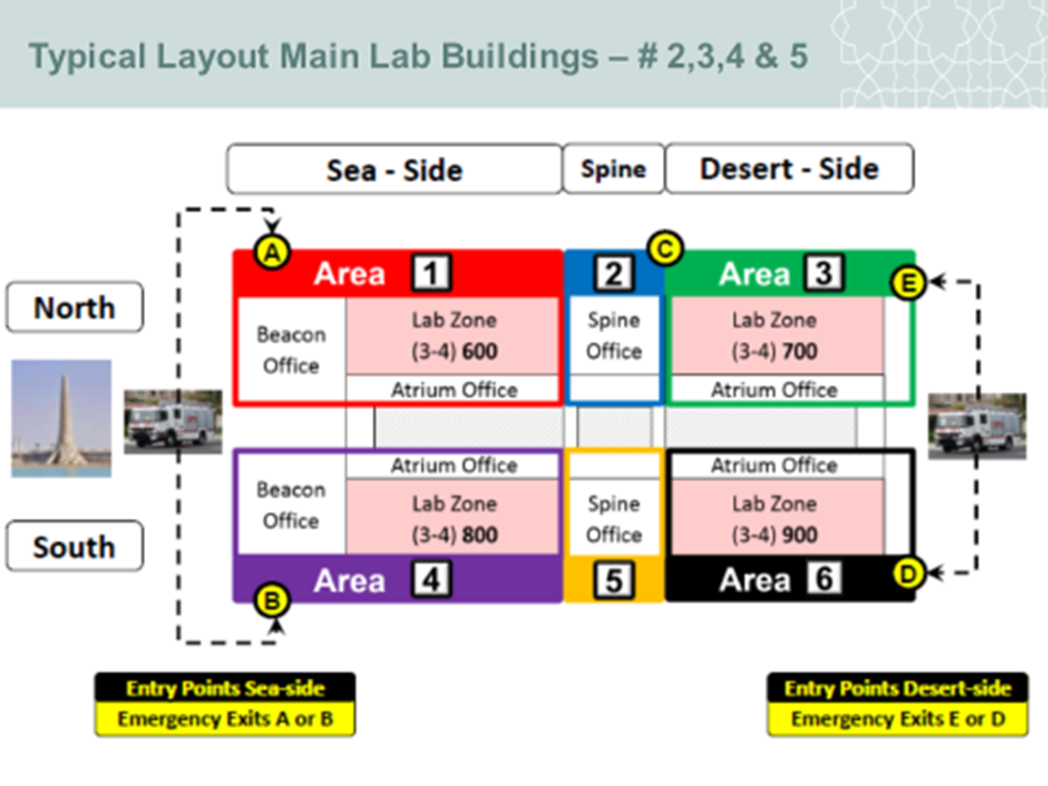 Typical Layout Main Lab Buildings – # 2,3,4 & 5
Sea - Side
Spine
Desert - Side
A
C
E
Area 1
2
Area 3
North
Beacon
Office
Lab Zone
(3-4) 600
Atrium Office
Spine
Office
Lab Zone
(3-4) 700
Atrium Office
South
Beacon
Office
Atrium Office
Lab Zone
(3-4) 800
Spine
Office
Atrium Office
Lab Zone
(3-4) 900
Area 4
5
Area 6
B
D
Entry Points Sea-side
Emergency Exits A or B
Entry Points Desert-side
Emergency Exits E or D